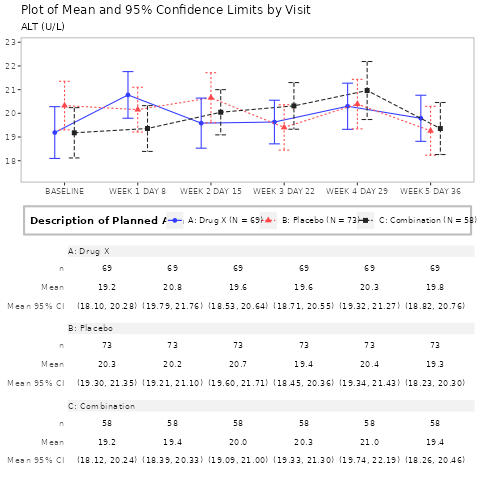 Plot of Mean and 95% Confidence Limits by Visit
ALT (U/L)
23
22
21
20
19
18
BASELINE WEEK 1 DAY 8 WEEK 2 DAY 15 WEEK 3 DAY 22 WEEK 4 DAY 29 WEEK 5 DAY 36
Description of Planned A A: Drug X (N = 69) B: Placebo (N = 73) C: Combination (N = 58)
A: Drug X
n 69 69 69 69 69 69
Mean 19.2 20.8 19.6 19.6 20.3 19.8
Mean 95% CI (18.10, 20.28) (19.79, 21.76) (18.53, 20.64) (18.71, 20.55) (19.32, 21.27) (18.82, 20.76)
B: Placebo
n 73 73 73 73 73 73
Mean 20.3 20.2 20.7 19.4 20.4 19.3
Mean 95% CI (19.30, 21.35) (19.21, 21.10) (19.60, 21.71) (18.45, 20.36) (19.34, 21.43) (18.23, 20.30)
C: Combination
n 58 58 58 58 58 58
Mean 19.2 19.4 20.0 20.3 21.0 19.4
Mean 95% CI (18.12, 20.24) (18.39, 20.33) (19.09, 21.00) (19.33, 21.30) (19.74, 22.19) (18.26, 20.46)